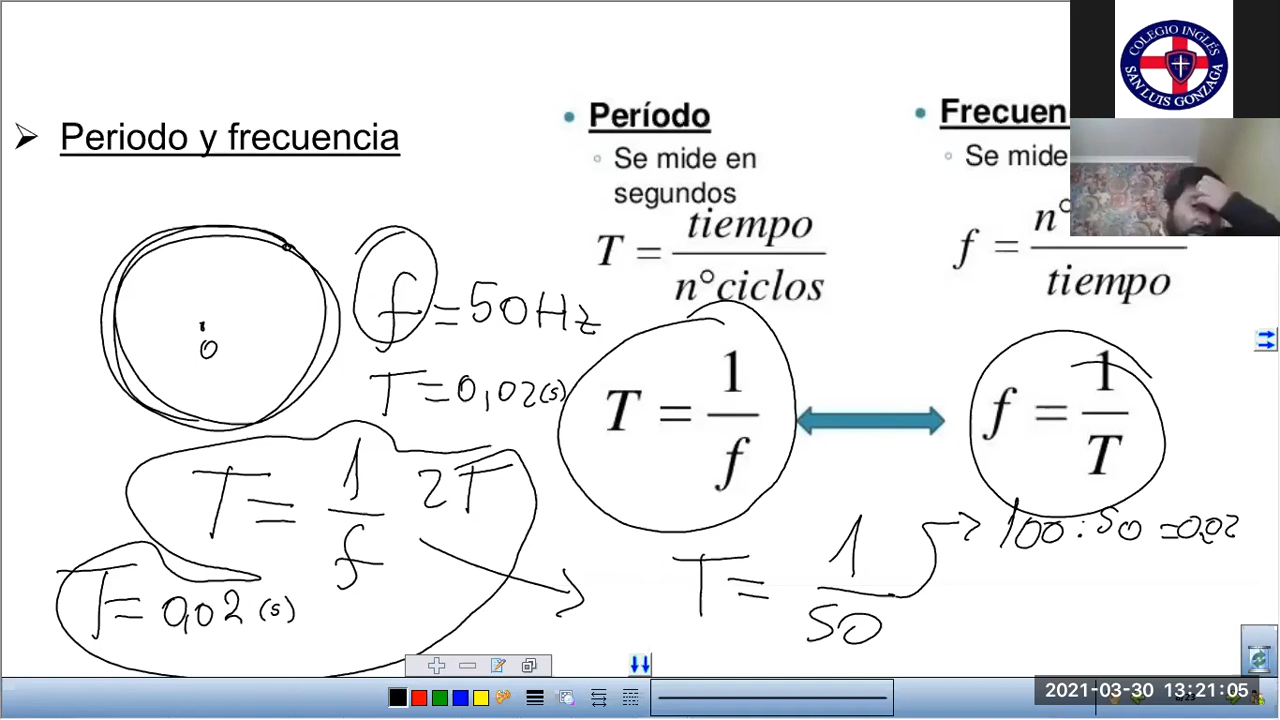 COLEGIO INGLÉS
SAN LUIS GONZAGA
Periodo y frecuencia
Período
Se mide en
segundos
T = tiempo
n°ciclos
Frecuen
Se mide
f = n°
tiempo
f = 50Hz
T = 0,02(s)
T = 1
f
f = 1
T
T = 1
f
2T
T = 0,02 (s)
T = 1
50
100 : 50 = 0,02
2021-03-30 13:21:05